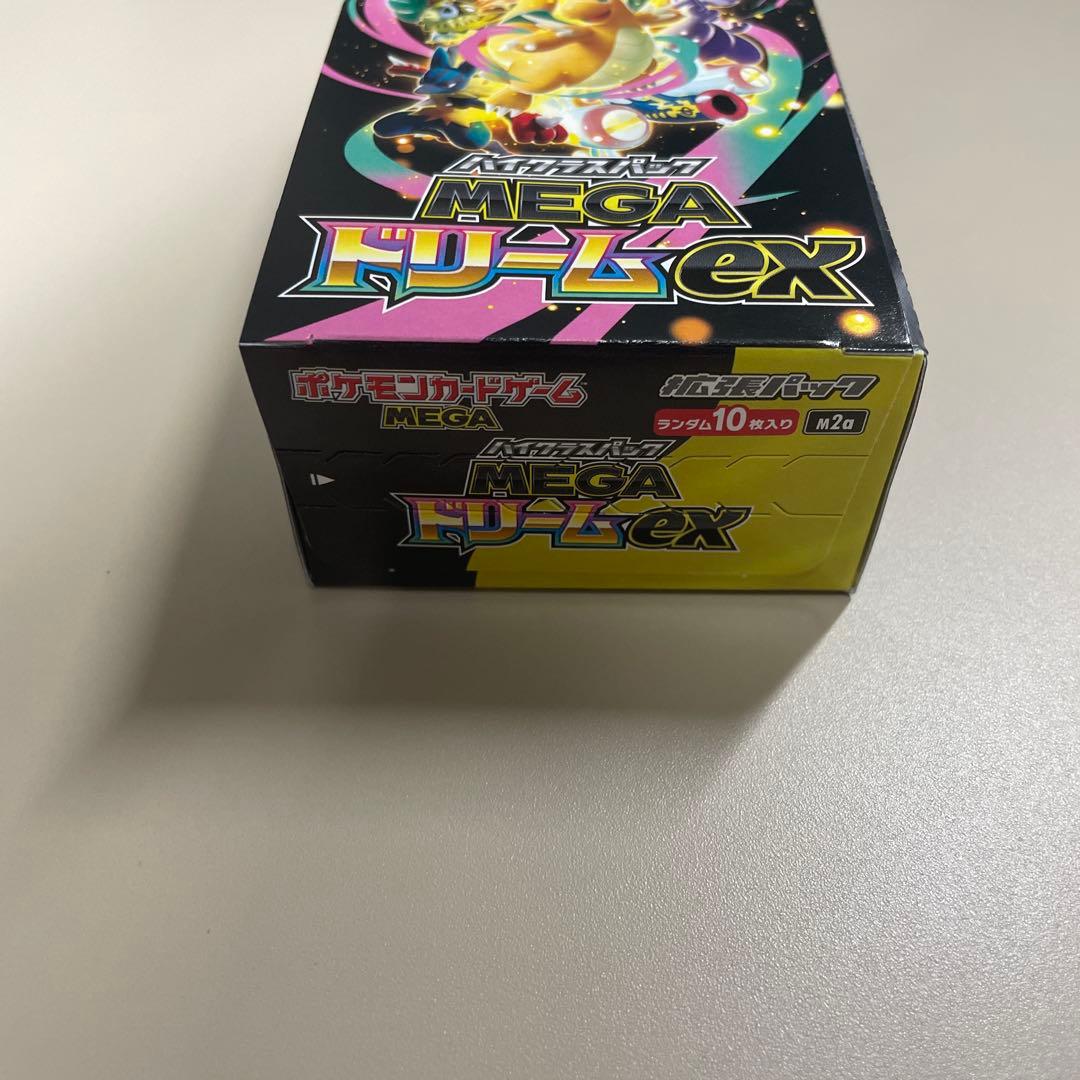 ハイクラスパック
MEGA
ドリームex
ポケモンカードゲーム
MEGA
拡張パック
ランダム10枚入り
M2a
ハイクラスパック
MEGA
ドリームex